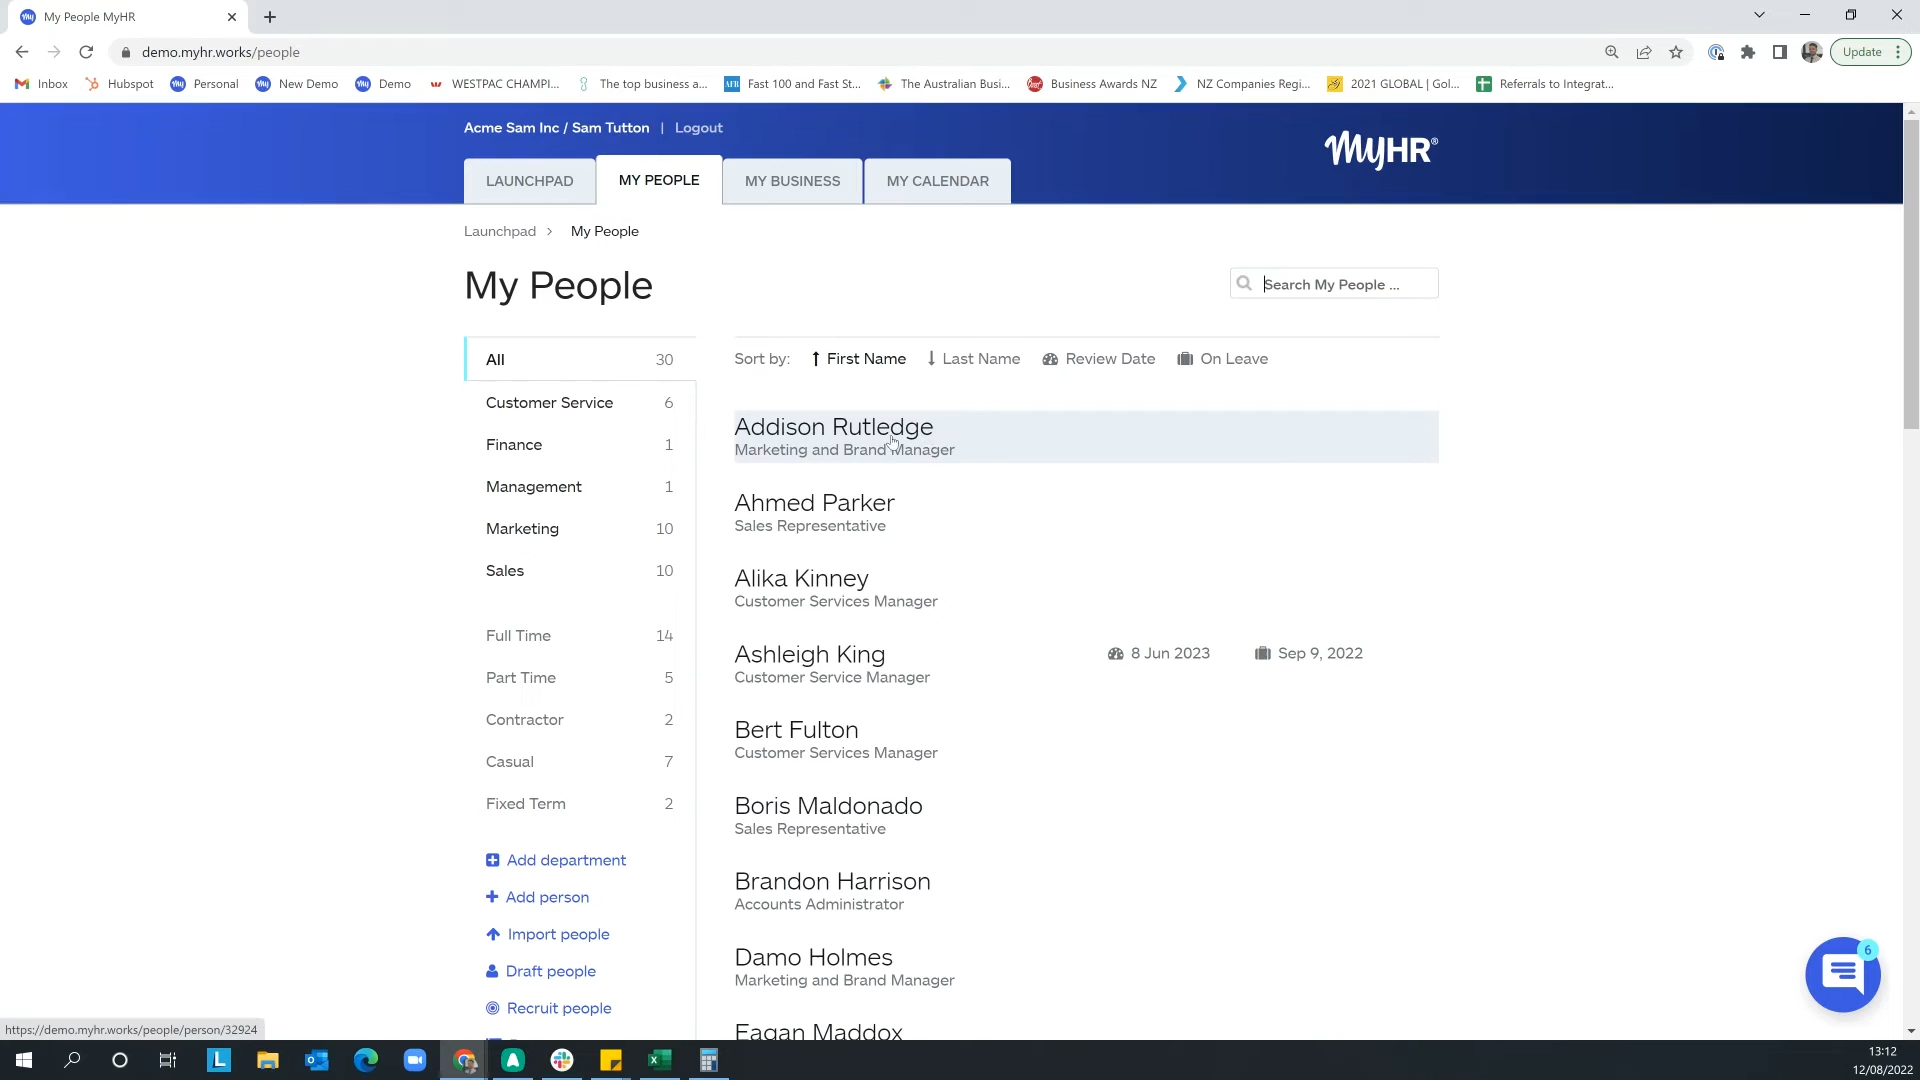 My People MyHR
demo.myhr.works/people
Update
Inbox
Hubspot
Personal
New Demo
Demo
WESTPAC CHAMPI...
The top business a...
AFR
Fast 100 and Fast St...
The Australian Busi...
Business Awards NZ
NZ Companies Regi...
2021 GLOBAL | Gol...
Referrals to Integrat...
Acme Sam Inc / Sam Tutton | Logout
MyHR®
LAUNCHPAD
MY PEOPLE
MY BUSINESS
MY CALENDAR
Launchpad > My People
My People
Search My People ...
All 30
Customer Service 6
Finance 1
Management 1
Marketing 10
Sales 10
Full Time 14
Part Time 5
Contractor 2
Casual 7
Fixed Term 2
Add department
Add person
Import people
Draft people
Recruit people
Sort by: First Name Last Name Review Date On Leave
Addison Rutledge
Marketing and Brand Manager
Ahmed Parker
Sales Representative
Alika Kinney
Customer Services Manager
Ashleigh King 8 Jun 2023 Sep 9, 2022
Customer Service Manager
Bert Fulton
Customer Services Manager
Boris Maldonado
Sales Representative
Brandon Harrison
Accounts Administrator
Damo Holmes
Marketing and Brand Manager
Eagan Maddox
6
https://demo.myhr.works/people/person/32924
L
13:12
12/08/2022